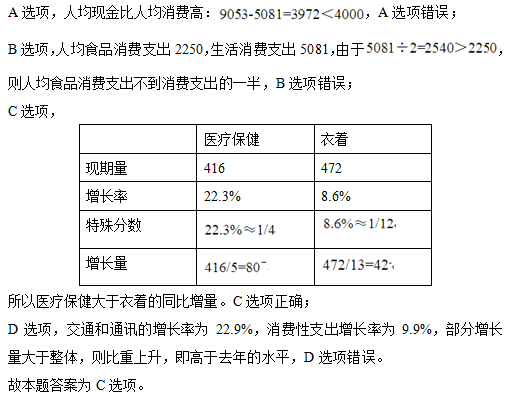 A 选项，人均现金比人均消费高：9053-5081=3972＜4000，A 选项错误；
B 选项，人均食品消费支出 2250，生活消费支出 5081，由于 5081÷2=2540＞2250，
则人均食品消费支出不到消费支出的一半，B 选项错误；
C 选项，
医疗保健 衣着
现期量 416 472
增长率 22.3% 8.6%
特殊分数 22.3%≈1/4 8.6%≈1/12
增长量 416/5=80⁺ 472/13=42⁺
所以医疗保健大于衣着的同比增量。C 选项正确；
D 选项，交通和通讯的增长率为 22.9%，消费性支出增长率为 9.9%，部分增长
量大于整体，则比重上升，即高于去年的水平，D 选项错误。
故本题答案为 C 选项。